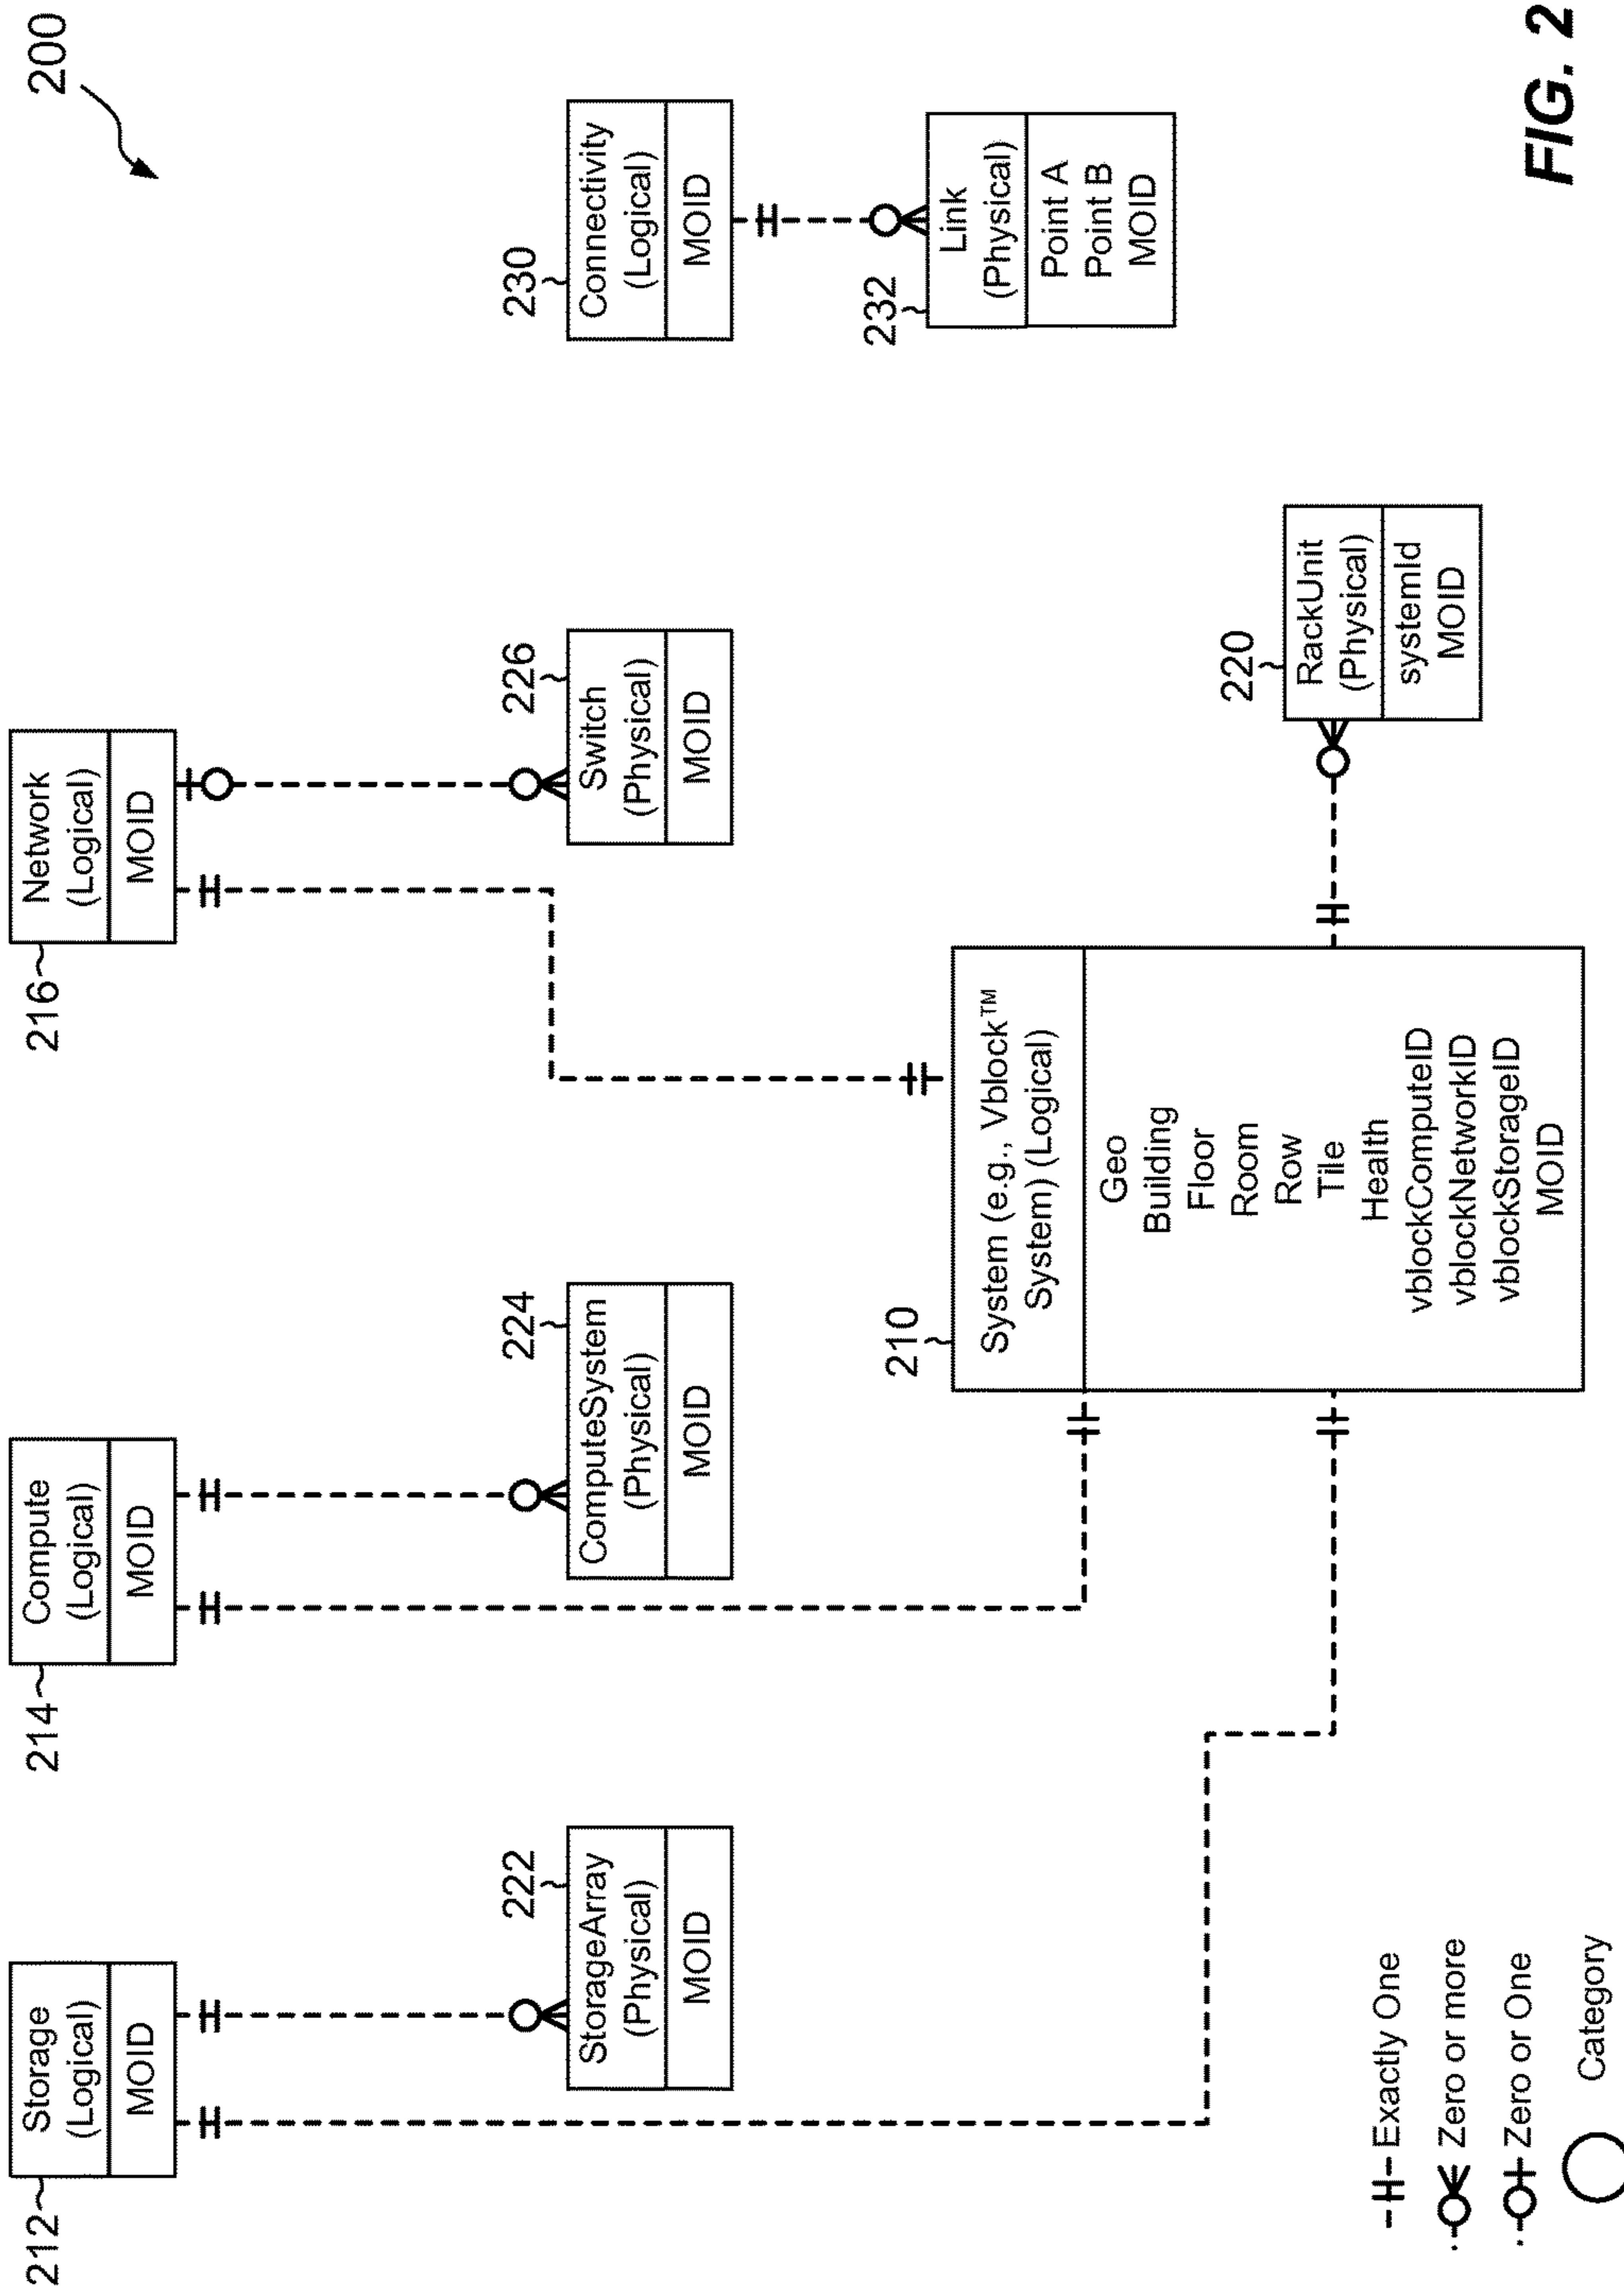 200
212
Storage
(Logical)
MOID
214
Compute
(Logical)
MOID
216
Network
(Logical)
MOID
222
StorageArray
(Physical)
MOID
224
ComputeSystem
(Physical)
MOID
226
Switch
(Physical)
MOID
230
Connectivity
(Logical)
MOID
232
Link
(Physical)
Point A
Point B
MOID
210
System (e.g., Vblock™
System) (Logical)
Geo
Building
Floor
Room
Row
Tile
Health
vblockComputeID
vblockNetworkID
vblockStorageID
MOID
220
RackUnit
(Physical)
systemId
MOID
Exactly One
Zero or more
Zero or One
Category
FIG. 2